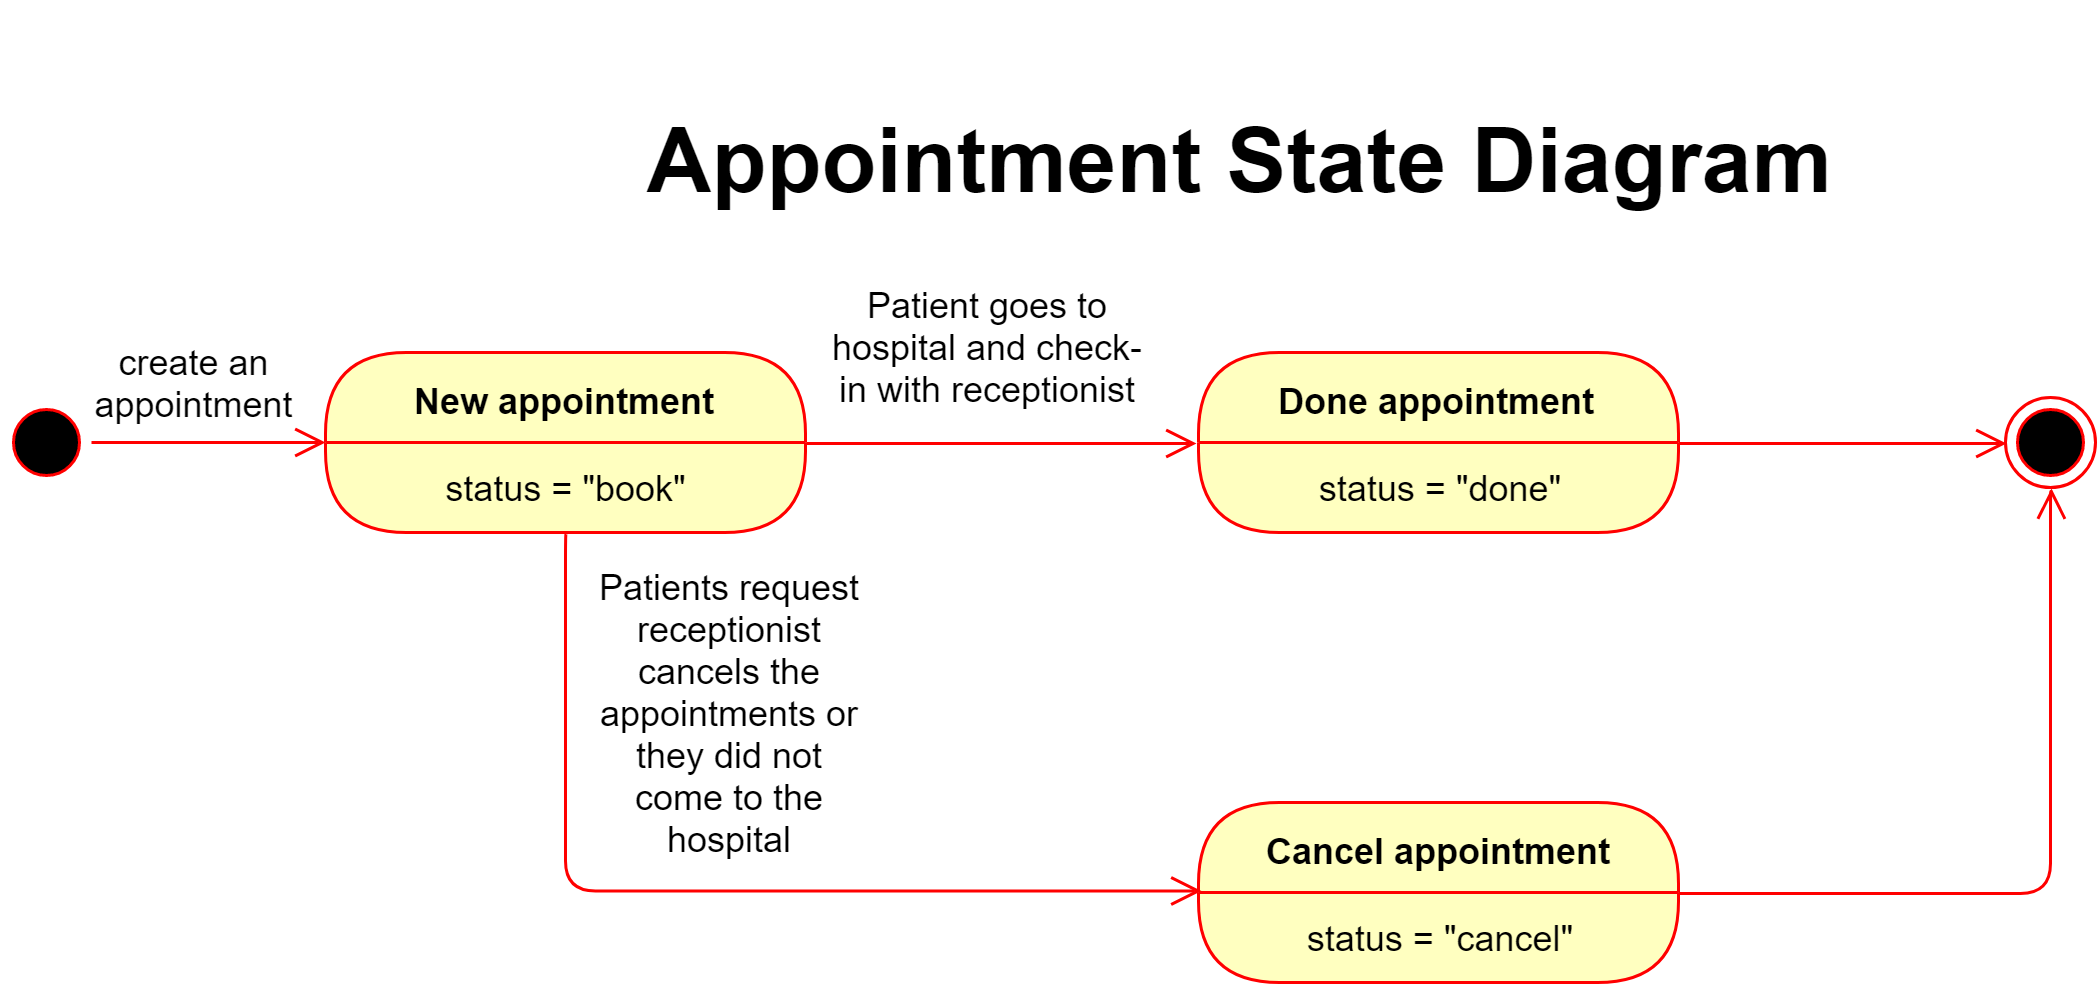 Appointment State Diagram
create an
appointment
New appointment
status = "book"
Patient goes to
hospital and check-
in with receptionist
Done appointment
status = "done"
Patients request
receptionist
cancels the
appointments or
they did not
come to the
hospital
Cancel appointment
status = "cancel"